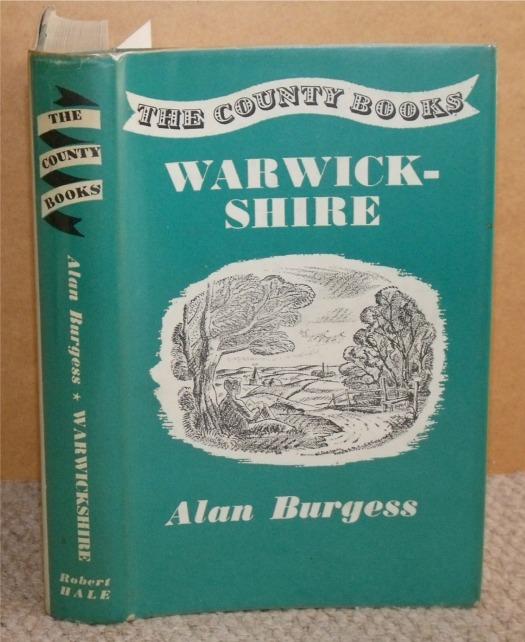 THE COUNTY BOOKS
WARWICK-
SHIRE
Alan Burgess
THE
COUNTY
BOOKS
Alan Burgess * WARWICKSHIRE
Robert
HALE